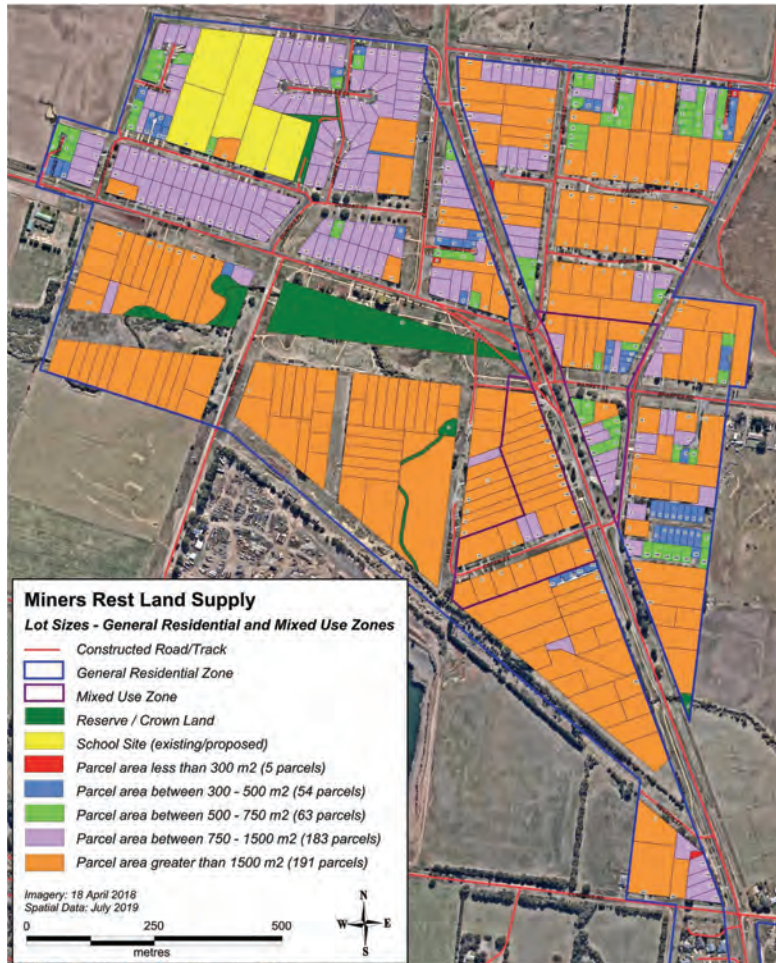 Miners Rest Land Supply
Lot Sizes - General Residential and Mixed Use Zones
Constructed Road/Track
General Residential Zone
Mixed Use Zone
Reserve / Crown Land
School Site (existing/proposed)
Parcel area less than 300 m2 (5 parcels)
Parcel area between 300 - 500 m2 (54 parcels)
Parcel area between 500 - 750 m2 (63 parcels)
Parcel area between 750 - 1500 m2 (183 parcels)
Parcel area greater than 1500 m2 (191 parcels)
Imagery: 18 April 2018
Spatial Data: July 2019
0 250 500
metres
N
W E
S